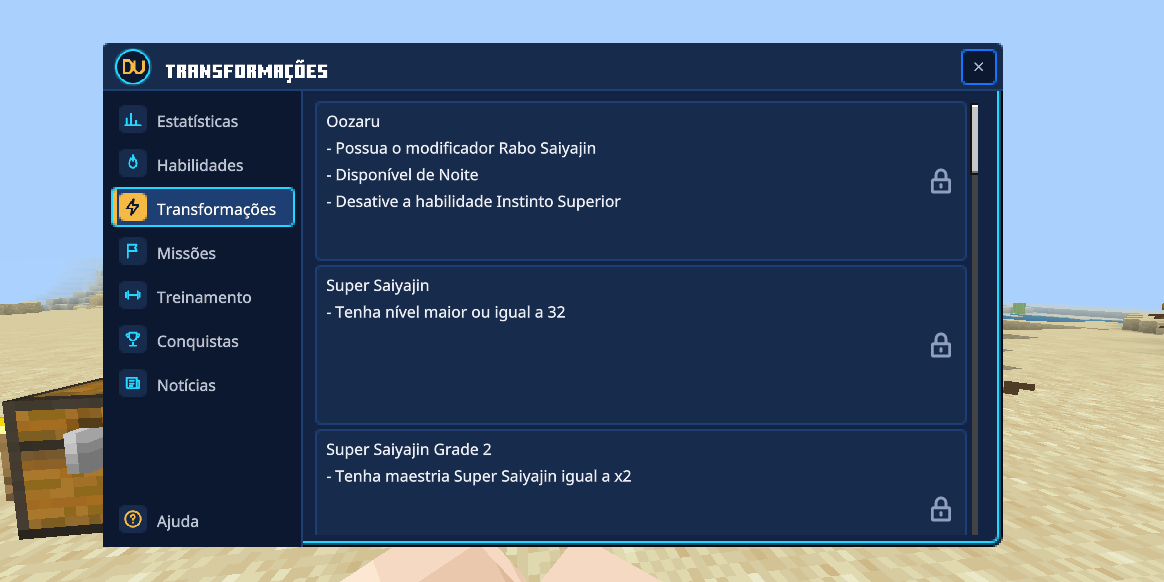 DU
TRANSFORMAÇÕES
Estatísticas
Habilidades
Transformações
Missões
Treinamento
Conquistas
Notícias
Ajuda
Oozaru
- Possua o modificador Rabo Saiyajin
- Disponível de Noite
- Desative a habilidade Instinto Superior
Super Saiyajin
- Tenha nível maior ou igual a 32
Super Saiyajin Grade 2
- Tenha maestria Super Saiyajin igual a x2